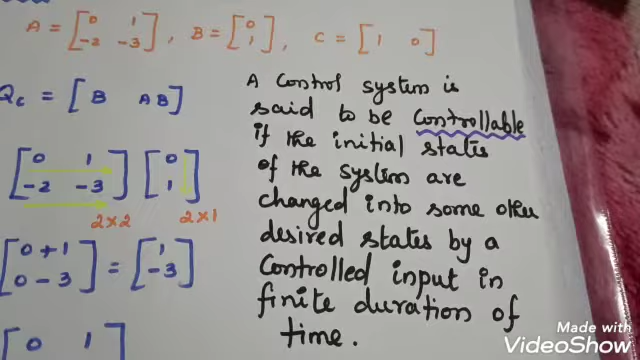 A = [ 0 1 -2 -3 ], B = [ 0 1 ], C = [ 1 0 ]
Qc = [ B AB ]
[ 0 1 -2 -3 ] [ 0 1 ]
2×2 2×1
[ 0+1 0-3 ] = [ 1 -3 ]
[ 0 1
A control system is
said to be controllable
if the initial states
of the system are
changed into some other
desired states by a
controlled input in
finite duration of
time.
Made with
VideoShow